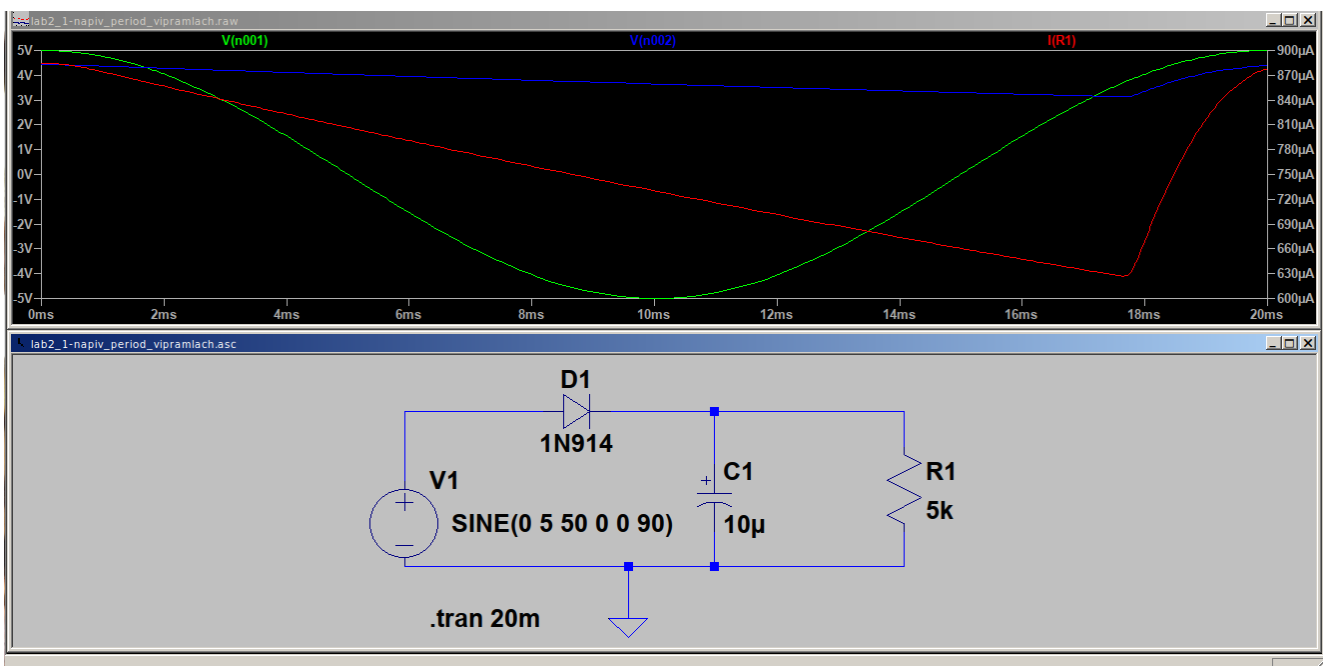 lab2_1-napiv_period_vipramlach.raw
V(n001) V(n002) I(R1)
5V 900µA
4V 870µA
3V 840µA
2V 810µA
1V 780µA
0V 750µA
-1V 720µA
-2V 690µA
-3V 660µA
-4V 630µA
-5V 600µA
0ms 2ms 4ms 6ms 8ms 10ms 12ms 14ms 16ms 18ms 20ms
lab2_1-napiv_period_vipramlach.asc
D1
1N914
V1
SINE(0 5 50 0 0 90)
C1
10µ
R1
5k
.tran 20m